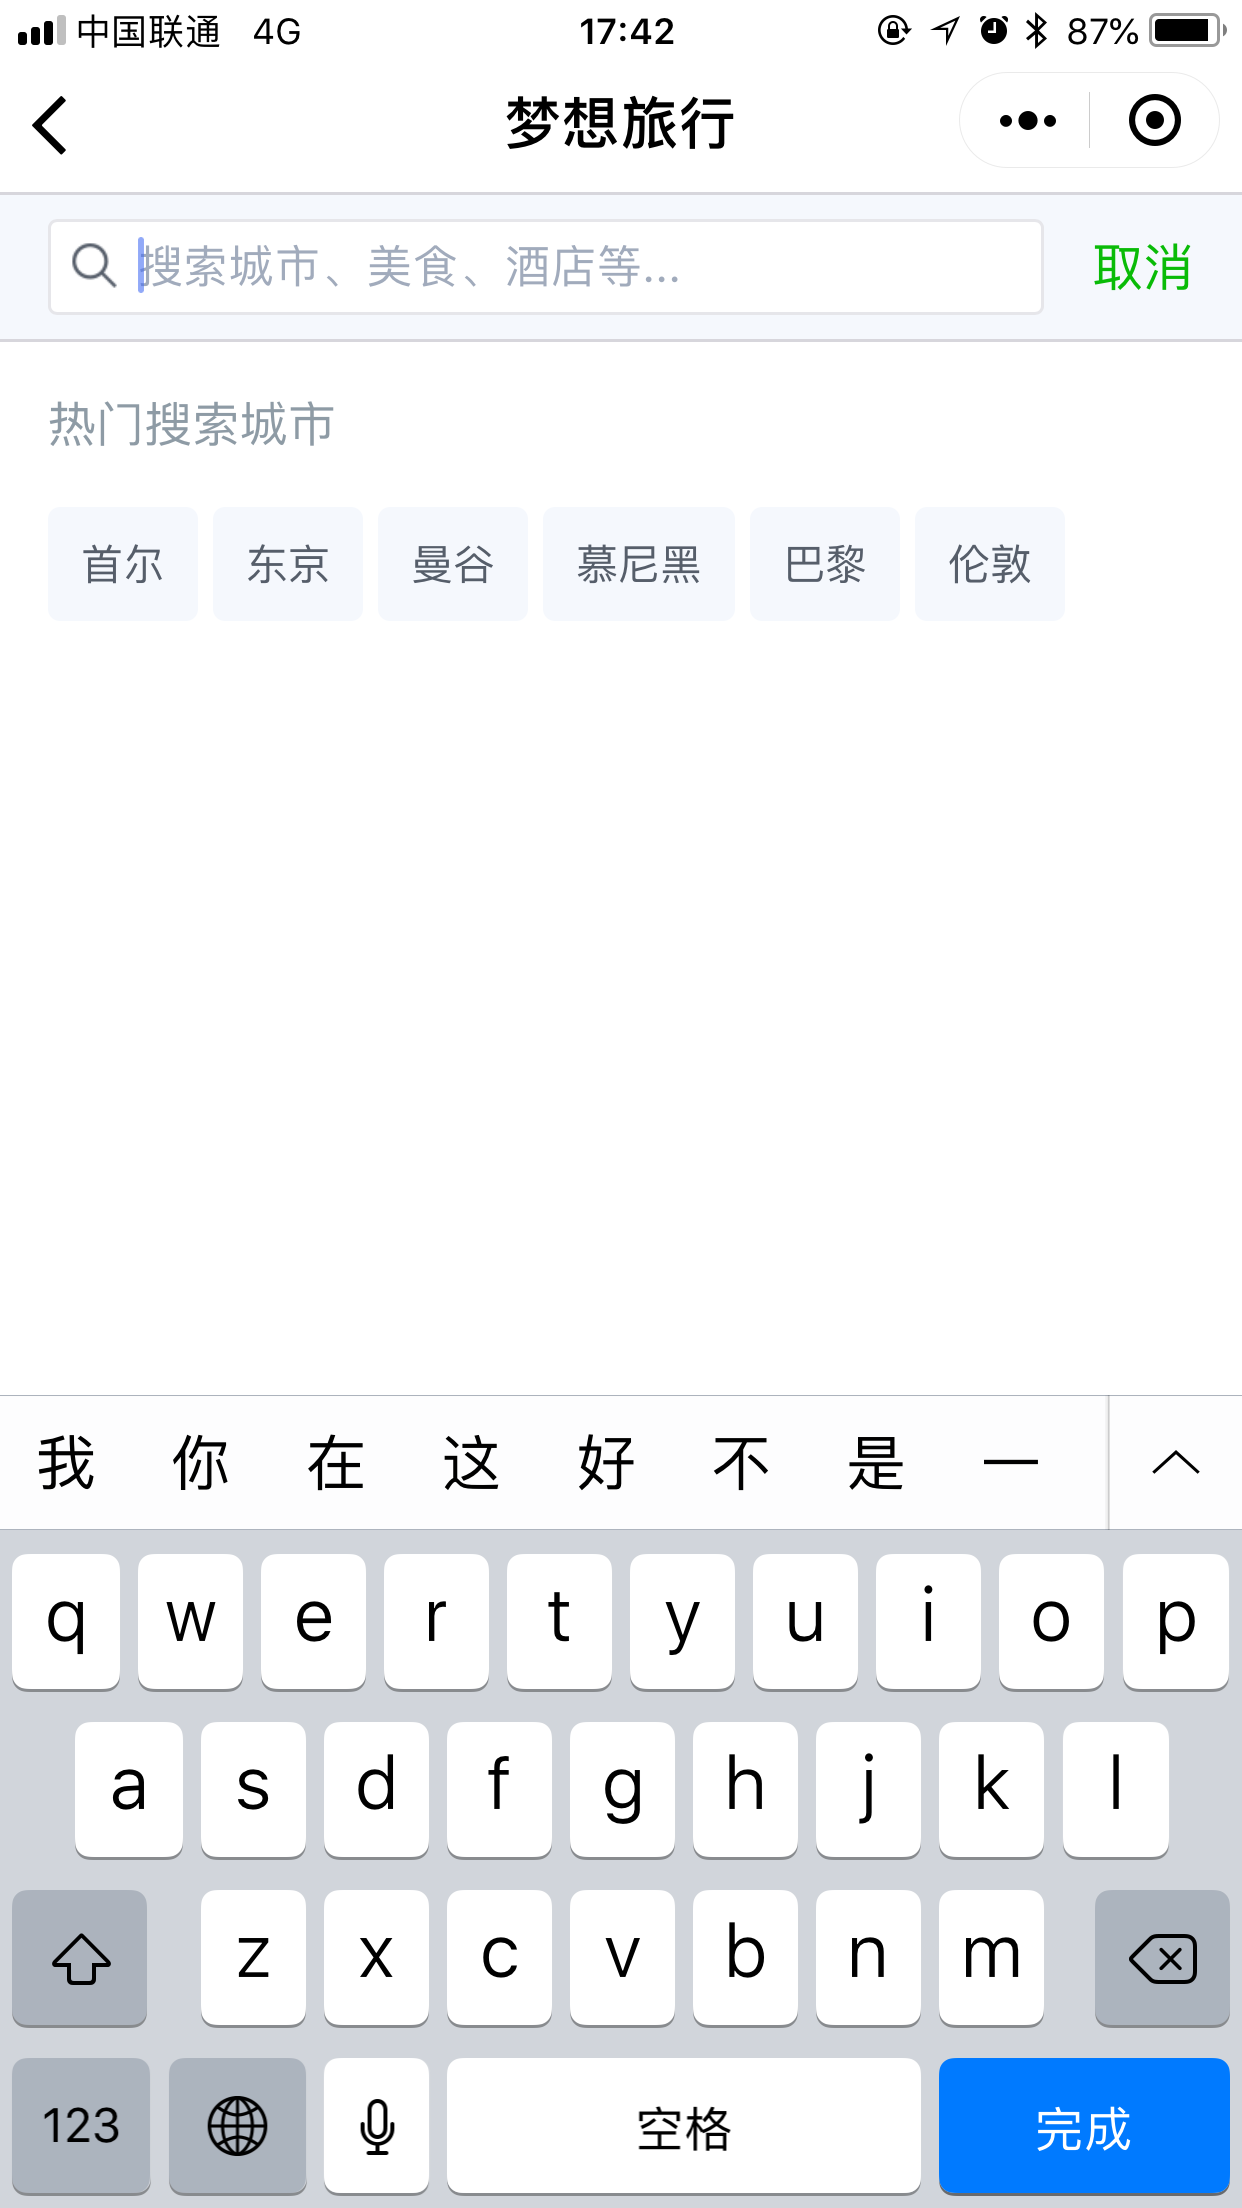 中国联通 4G 17:42 87%
梦想旅行
搜索城市、美食、酒店等... 取消
热门搜索城市
首尔 东京 曼谷 慕尼黑 巴黎 伦敦
我 你 在 这 好 不 是 一
q w e r t y u i o p
a s d f g h j k l
z x c v b n m
123 空格 完成